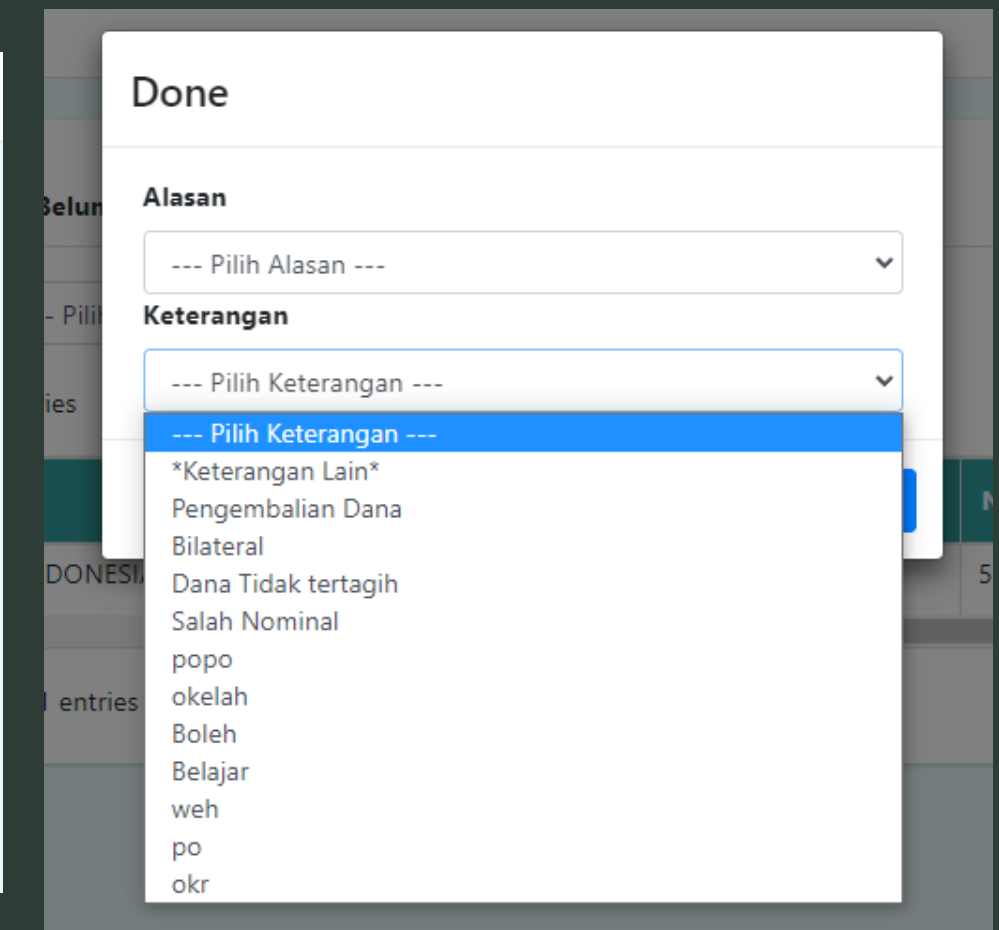 Done
Alasan
--- Pilih Alasan ---
Keterangan
--- Pilih Keterangan ---
--- Pilih Keterangan ---
*Keterangan Lain*
Pengembalian Dana
Bilateral
Dana Tidak tertagih
Salah Nominal
popo
okelah
Boleh
Belajar
weh
po
okr
entries